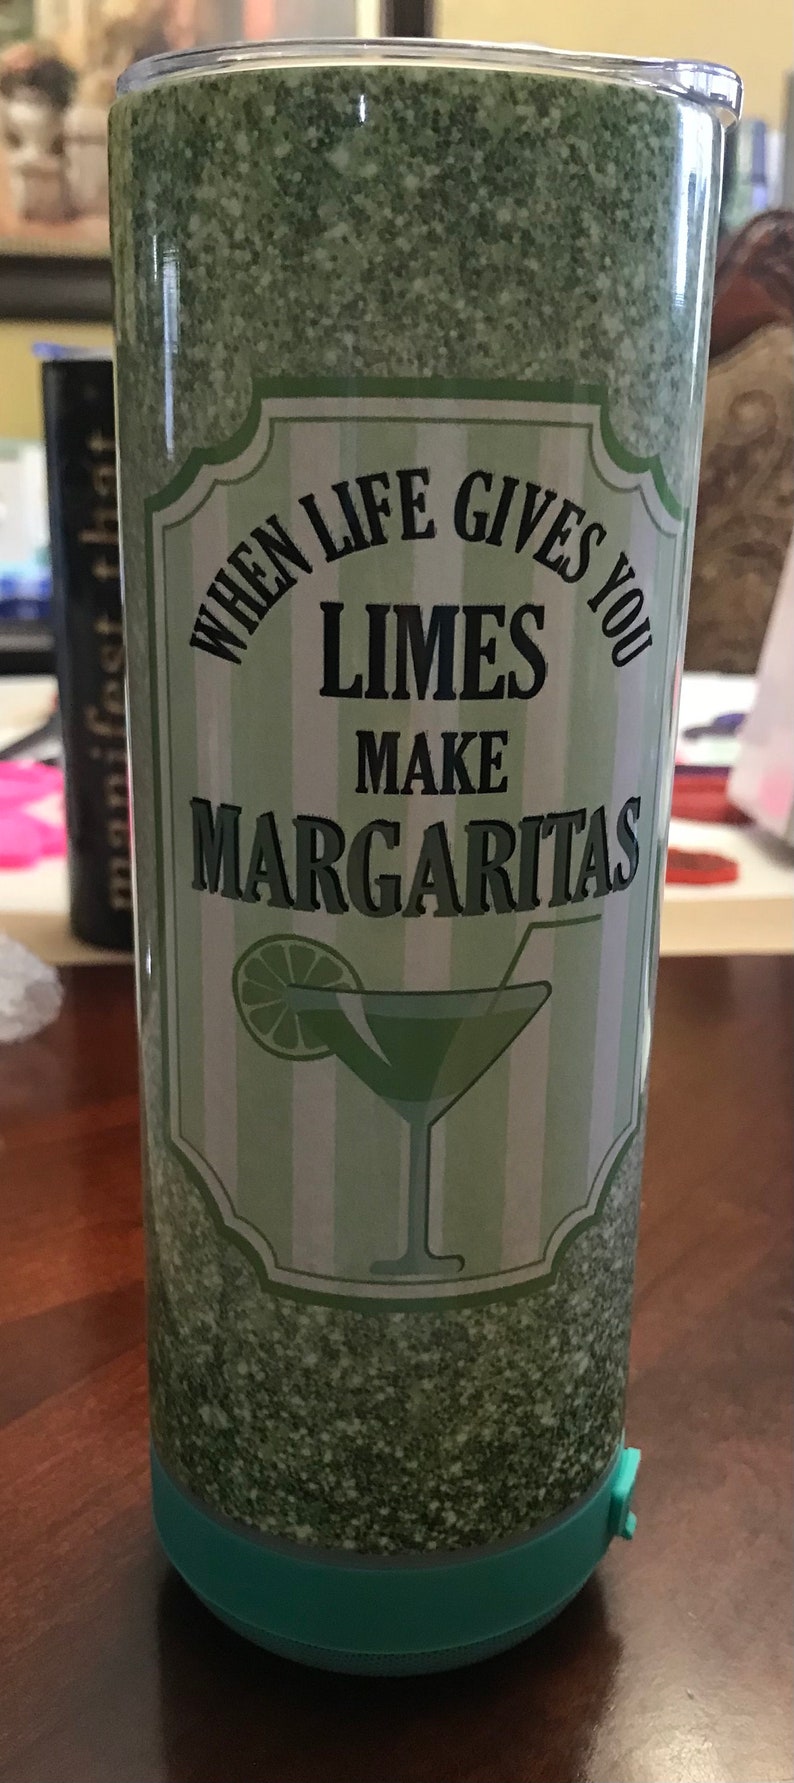 WHEN LIFE GIVES YOU
LIMES
MAKE
MARGARITAS
manifest that